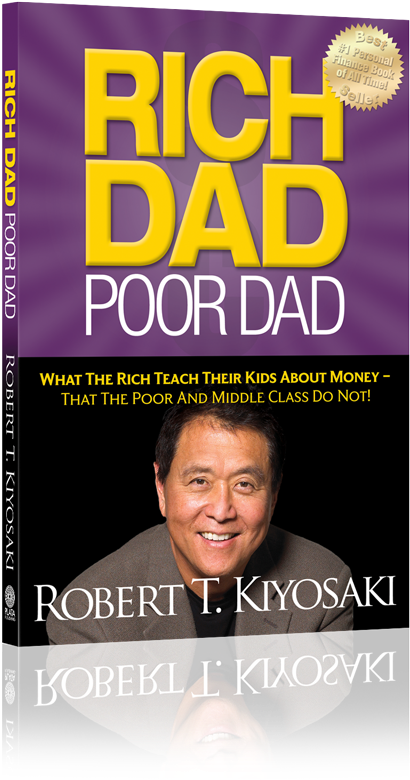 RICH
DAD
POOR DAD
Best
#1 Personal
Finance Book
of All Time!
Seller
WHAT THE RICH TEACH THEIR KIDS ABOUT MONEY –
THAT THE POOR AND MIDDLE CLASS DO NOT!
ROBERT T. KIYOSAKI
RICH DAD POOR DAD
ROBERT T. KIYOSAKI
PLATA